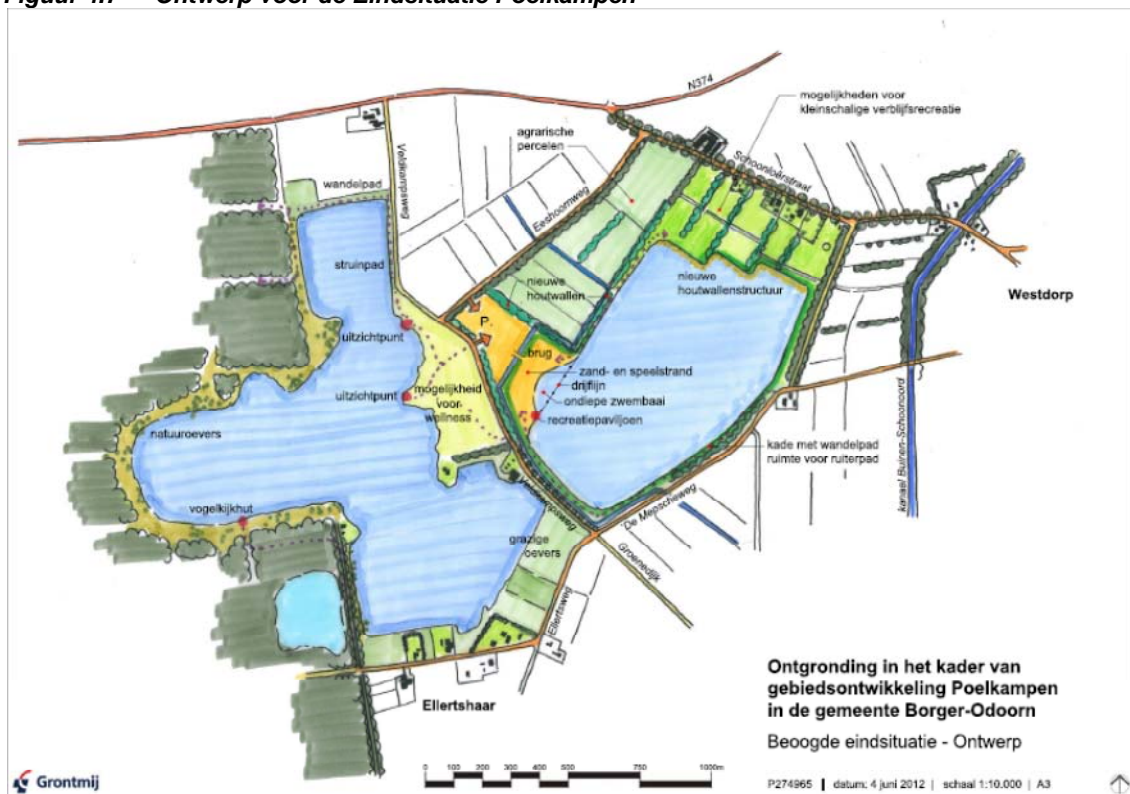 Figuur 4.7 Ontwerp voor de Eindsituatie Poelkampen
N374
mogelijkheden voor
kleinschalige verblijfsrecreatie
agrarische
percelen
Schoonloërstraat
Veldkampsweg
wandelpad
Eeshoornweg
struinpad
nieuwe
houtwallen
nieuwe
houtwallenstructuur
Westdorp
P
uitzichtpunt
brug
zand- en speelstrand
drijflijn
ondiepe zwembaai
recreatiepaviljoen
uitzichtpunt
mogelijkheid
voor
wellness
natuuroevers
kade met wandelpad
ruimte voor ruiterpad
kanaal Buinen-Schoonoord
vogelkijkhut
De Mepscheweg
grazige
oevers
Groenedijk
Ellertsweg
Ellertshaar
Ontgronding in het kader van
gebiedsontwikkeling Poelkampen
in de gemeente Borger-Odoorn
Beoogde eindsituatie - Ontwerp
0 100 200 300 400 500 750 1000m
Grontmij
P274965 | datum: 4 juni 2012 | schaal 1:10.000 | A3